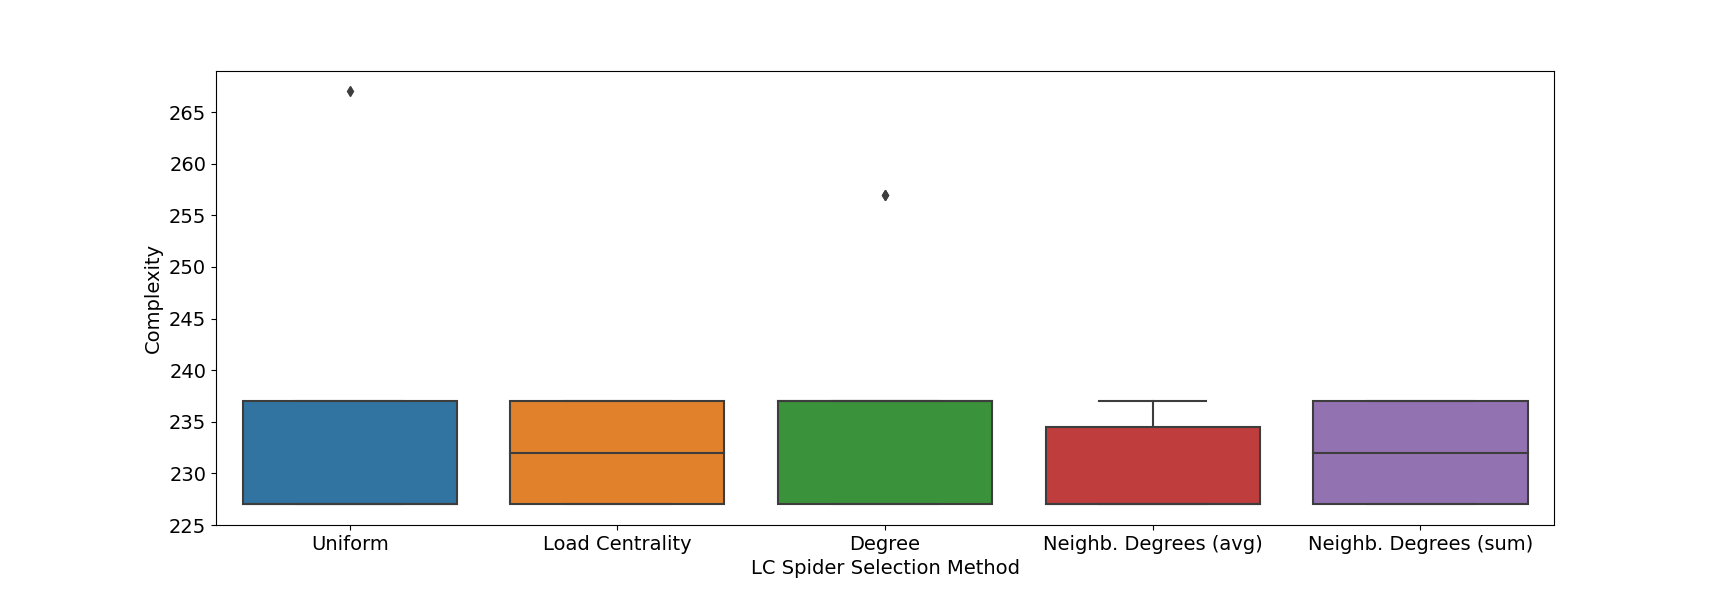 265
260
255
250
245
240
235
230
225
Complexity
Uniform
Load Centrality
Degree
Neighb. Degrees (avg)
Neighb. Degrees (sum)
LC Spider Selection Method